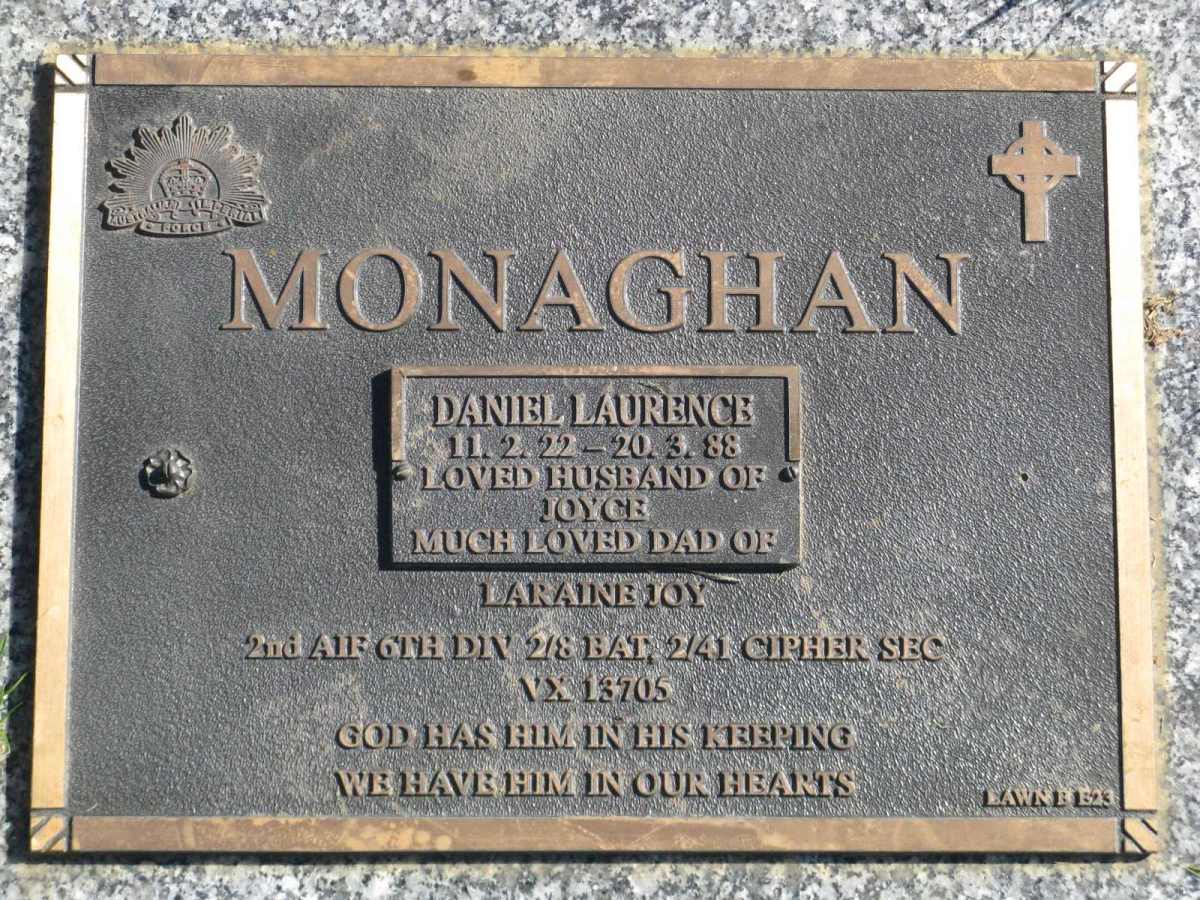 AUSTRALIAN IMPERIAL
FORCE
MONAGHAN
DANIEL LAURENCE
11. 2. 22 – 20. 3. 88
LOVED HUSBAND OF
JOYCE
MUCH LOVED DAD OF
LARAINE JOY
2nd AIF 6TH DIV 2/8 BAT, 2/41 CIPHER SEC
VX 13705
GOD HAS HIM IN HIS KEEPING
WE HAVE HIM IN OUR HEARTS
LAWN E23